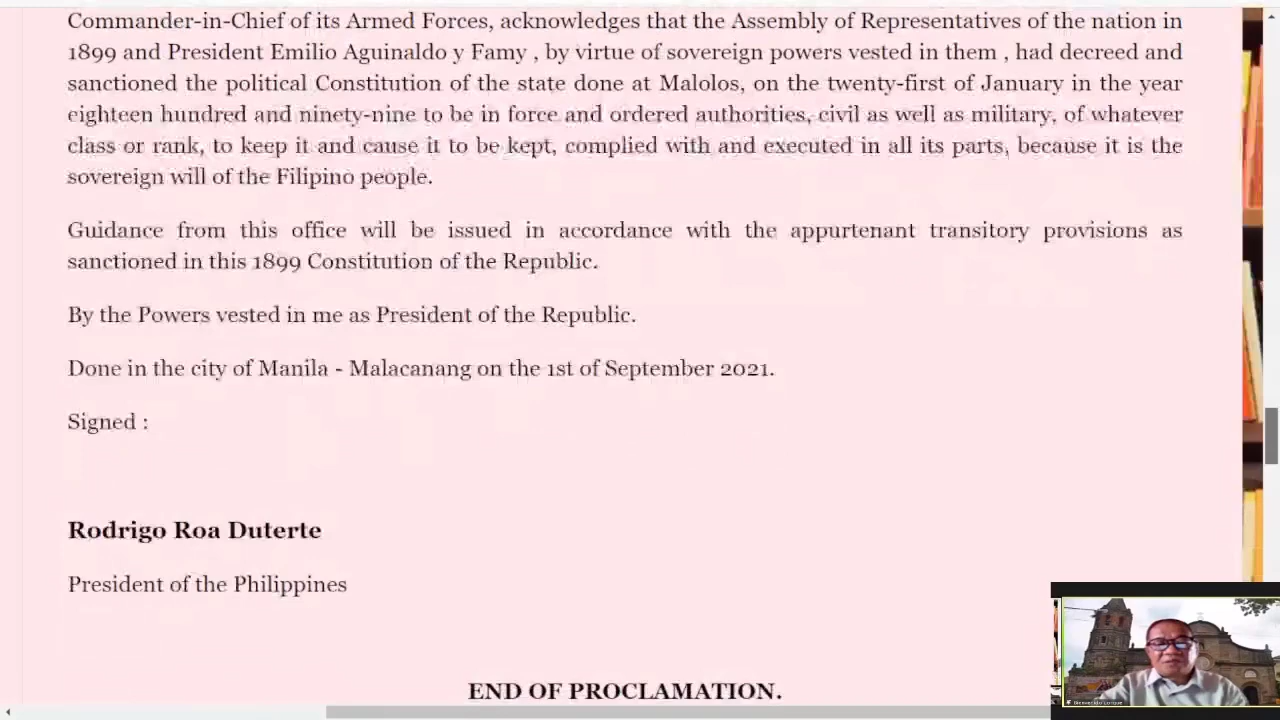 Commander-in-Chief of its Armed Forces, acknowledges that the Assembly of Representatives of the nation in
1899 and President Emilio Aguinaldo y Famy , by virtue of sovereign powers vested in them , had decreed and
sanctioned the political Constitution of the state done at Malolos, on the twenty-first of January in the year
eighteen hundred and ninety-nine to be in force and ordered authorities, civil as well as military, of whatever
class or rank, to keep it and cause it to be kept, complied with and executed in all its parts, because it is the
sovereign will of the Filipino people.
Guidance from this office will be issued in accordance with the appurtenant transitory provisions as
sanctioned in this 1899 Constitution of the Republic.
By the Powers vested in me as President of the Republic.
Done in the city of Manila - Malacanang on the 1st of September 2021.
Signed :
Rodrigo Roa Duterte
President of the Philippines
END OF PROCLAMATION.